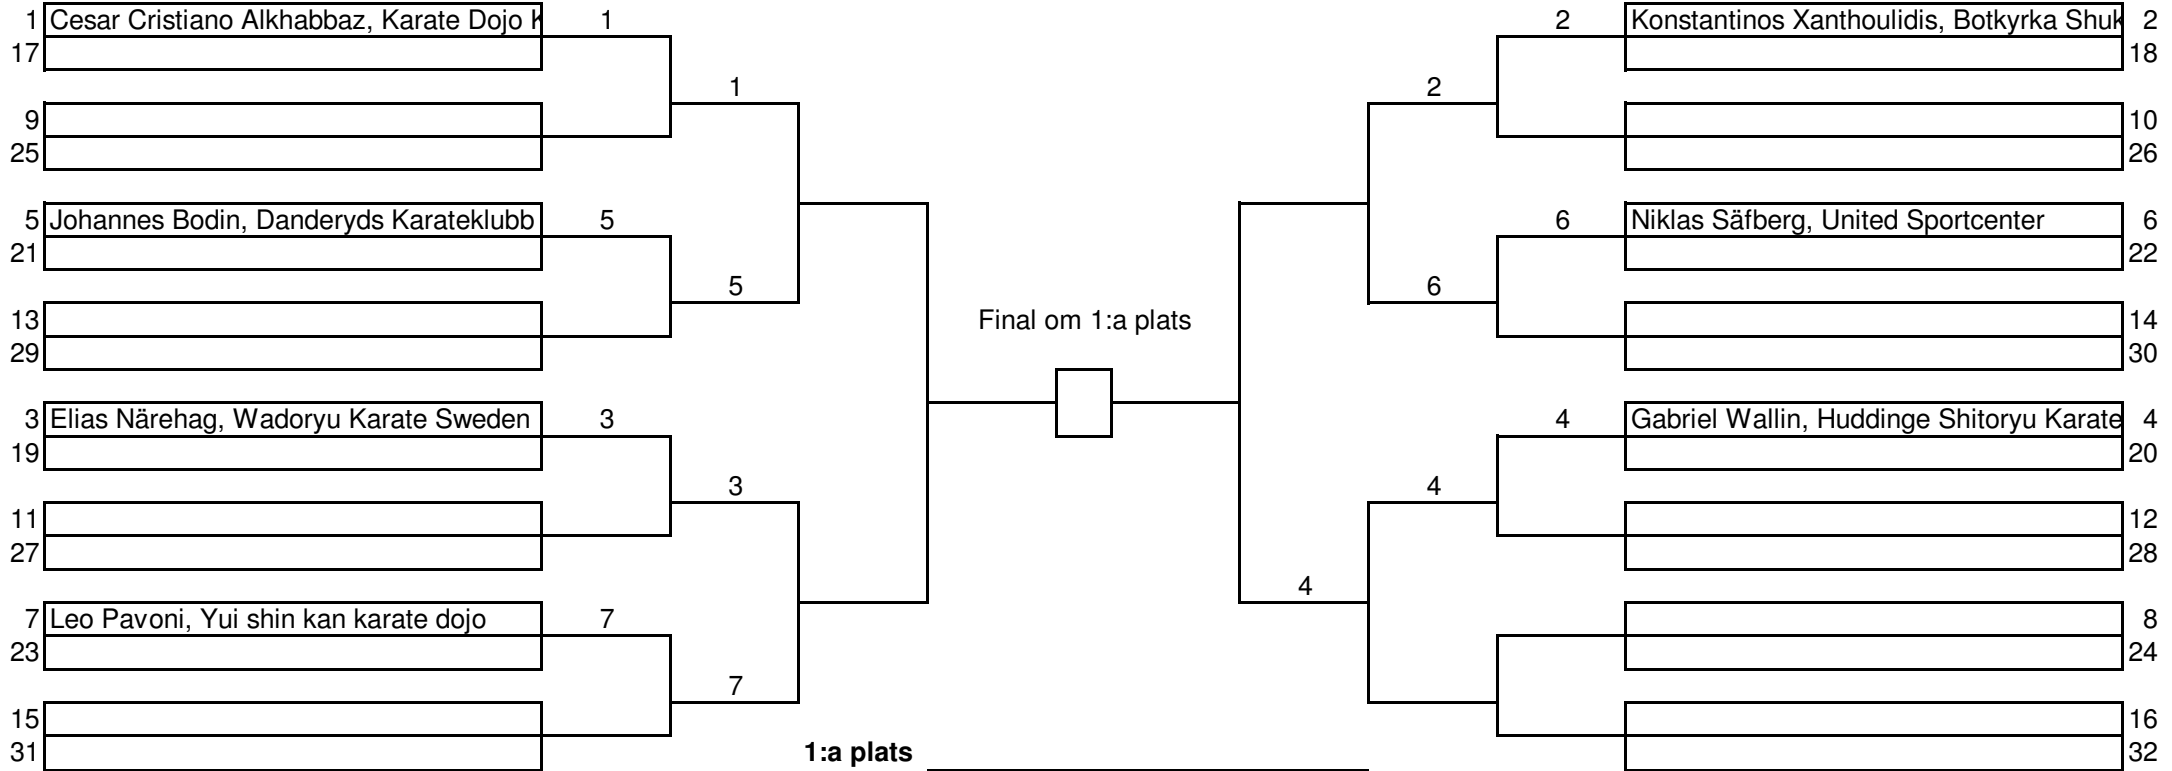 1 Cesar Cristiano Alkhabbaz, Karate Dojo 1 2 Konstantinos Xanthoulidis, Botkyrka Shuk 2
17 18
1 2
9 10
25 26
5 Johannes Bodin, Danderyds Karateklubb 5 6 Niklas Säfberg, United Sportcenter 6
21 22
5 6
13 Final om 1:a plats 14
29 30
3 Elias Närehag, Wadoryu Karate Sweden 3 4 Gabriel Wallin, Huddinge Shitoryu Karate 4
19 20
3 4
11 12
27 28
4
7 Leo Pavoni, Yui shin kan karate dojo 7 8
23 24
7
15 16
31 1:a plats 32